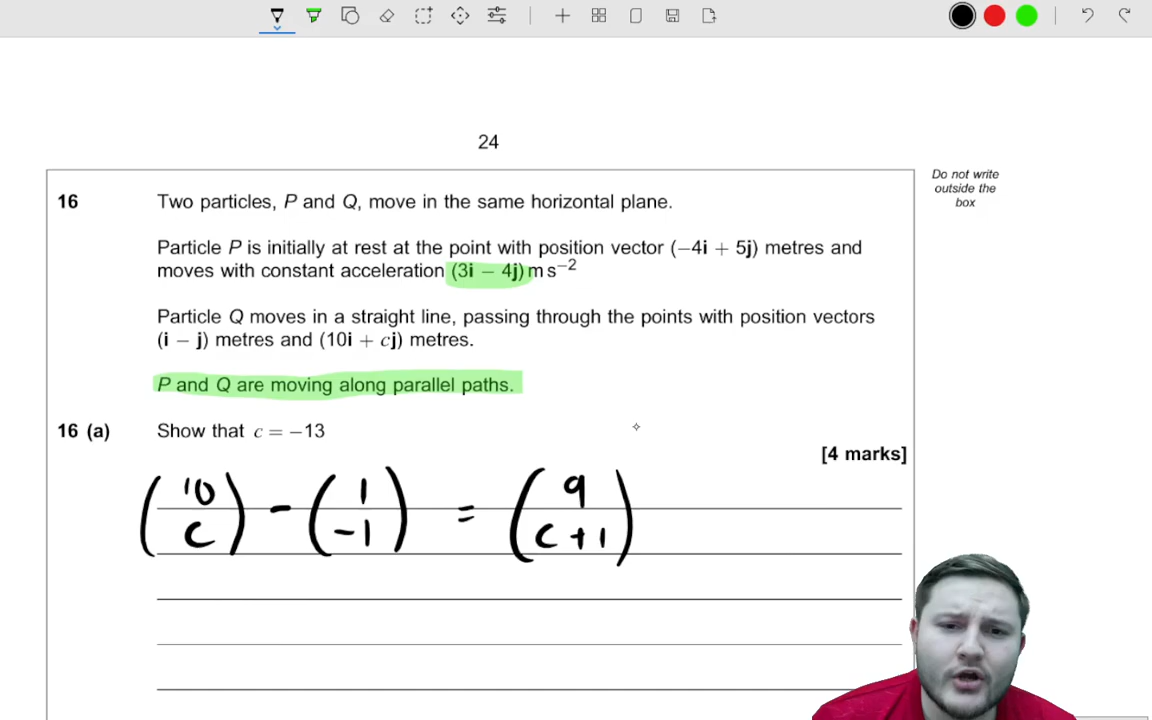 24
Do not write
outside the
box
16 Two particles, P and Q, move in the same horizontal plane.
Particle P is initially at rest at the point with position vector (−4i + 5j) metres and
moves with constant acceleration (3i − 4j) m s⁻²
Particle Q moves in a straight line, passing through the points with position vectors
(i − j) metres and (10i + cj) metres.
P and Q are moving along parallel paths.
16 (a) Show that c = −13
[4 marks]
(10 c) - (1 -1) = (9 c+1)